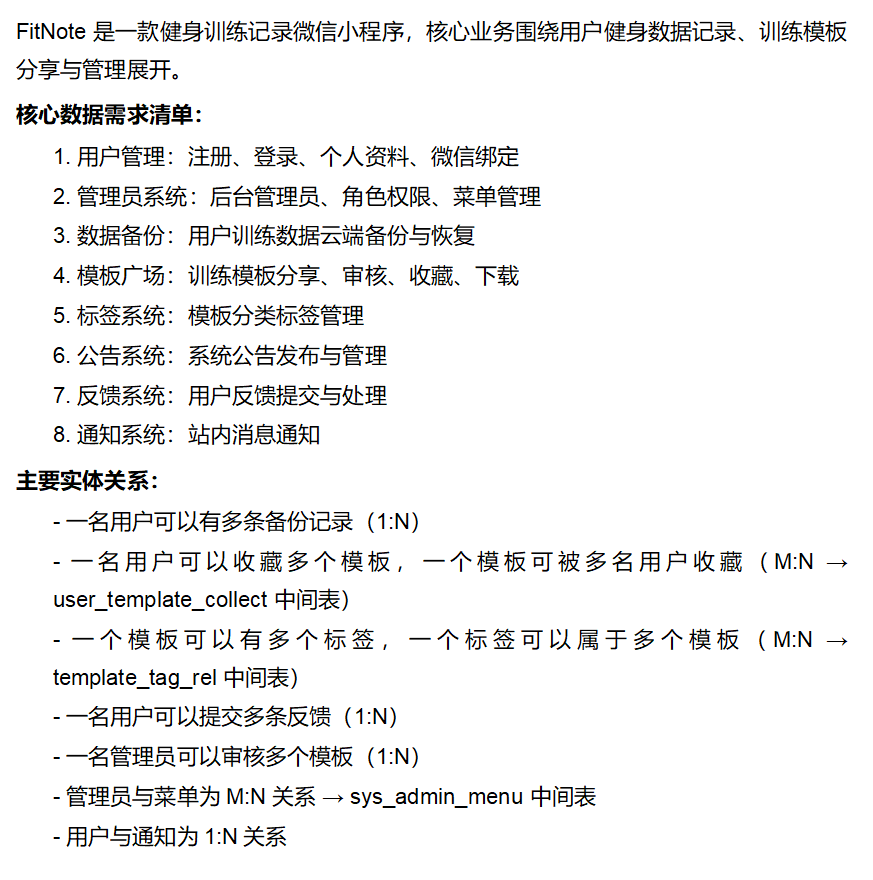 FitNote 是一款健身训练记录微信小程序，核心业务围绕用户健身数据记录、训练模板
分享与管理展开。
核心数据需求清单：
1. 用户管理：注册、登录、个人资料、微信绑定
2. 管理员系统：后台管理员、角色权限、菜单管理
3. 数据备份：用户训练数据云端备份与恢复
4. 模板广场：训练模板分享、审核、收藏、下载
5. 标签系统：模板分类标签管理
6. 公告系统：系统公告发布与管理
7. 反馈系统：用户反馈提交与处理
8. 通知系统：站内消息通知
主要实体关系：
- 一名用户可以有多条备份记录（1:N）
- 一名用户可以收藏多个模板，一个模板可被多名用户收藏（M:N →
user_template_collect 中间表）
- 一个模板可以有多个标签，一个标签可以属于多个模板（M:N →
template_tag_rel 中间表）
- 一名用户可以提交多条反馈（1:N）
- 一名管理员可以审核多个模板（1:N）
- 管理员与菜单为 M:N 关系 → sys_admin_menu 中间表
- 用户与通知为 1:N 关系